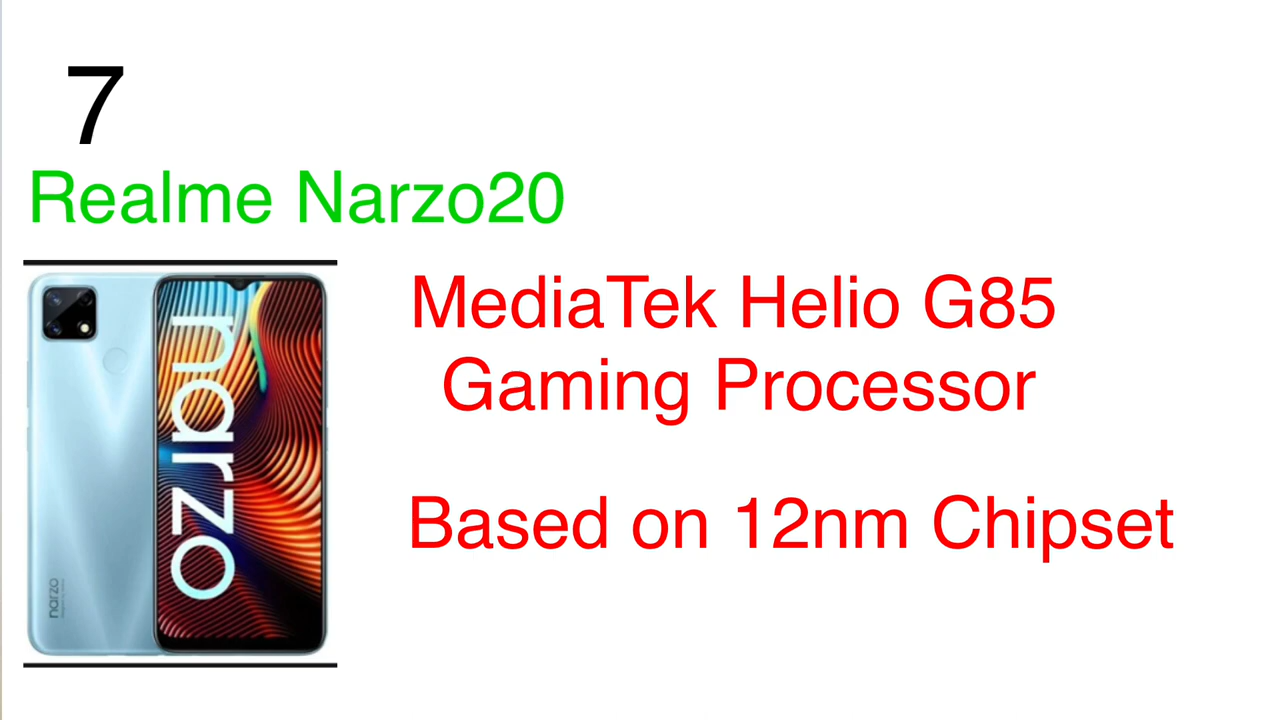 7
Realme Narzo20
MediaTek Helio G85
Gaming Processor
Based on 12nm Chipset
narzo
narzo